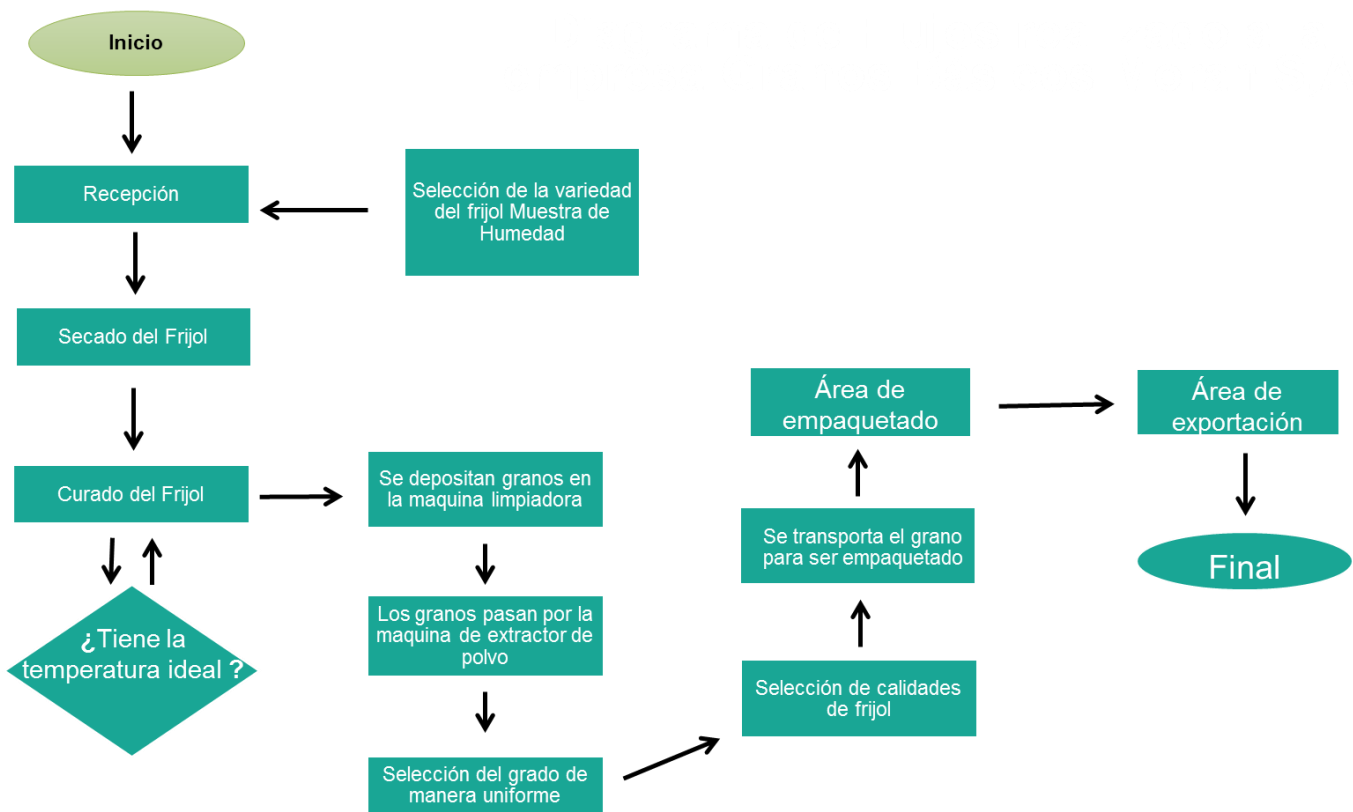 Inicio
Recepción
Selección de la variedad
del frijol Muestra de
Humedad
Secado del Frijol
Curado del Frijol
¿Tiene la
temperatura ideal ?
Se depositan granos en
la maquina limpiadora
Los granos pasan por la
maquina de extractor de
polvo
Selección del grado de
manera uniforme
Selección de calidades
de frijol
Se transporta el grano
para ser empaquetado
Área de
empaquetado
Área de
exportación
Final